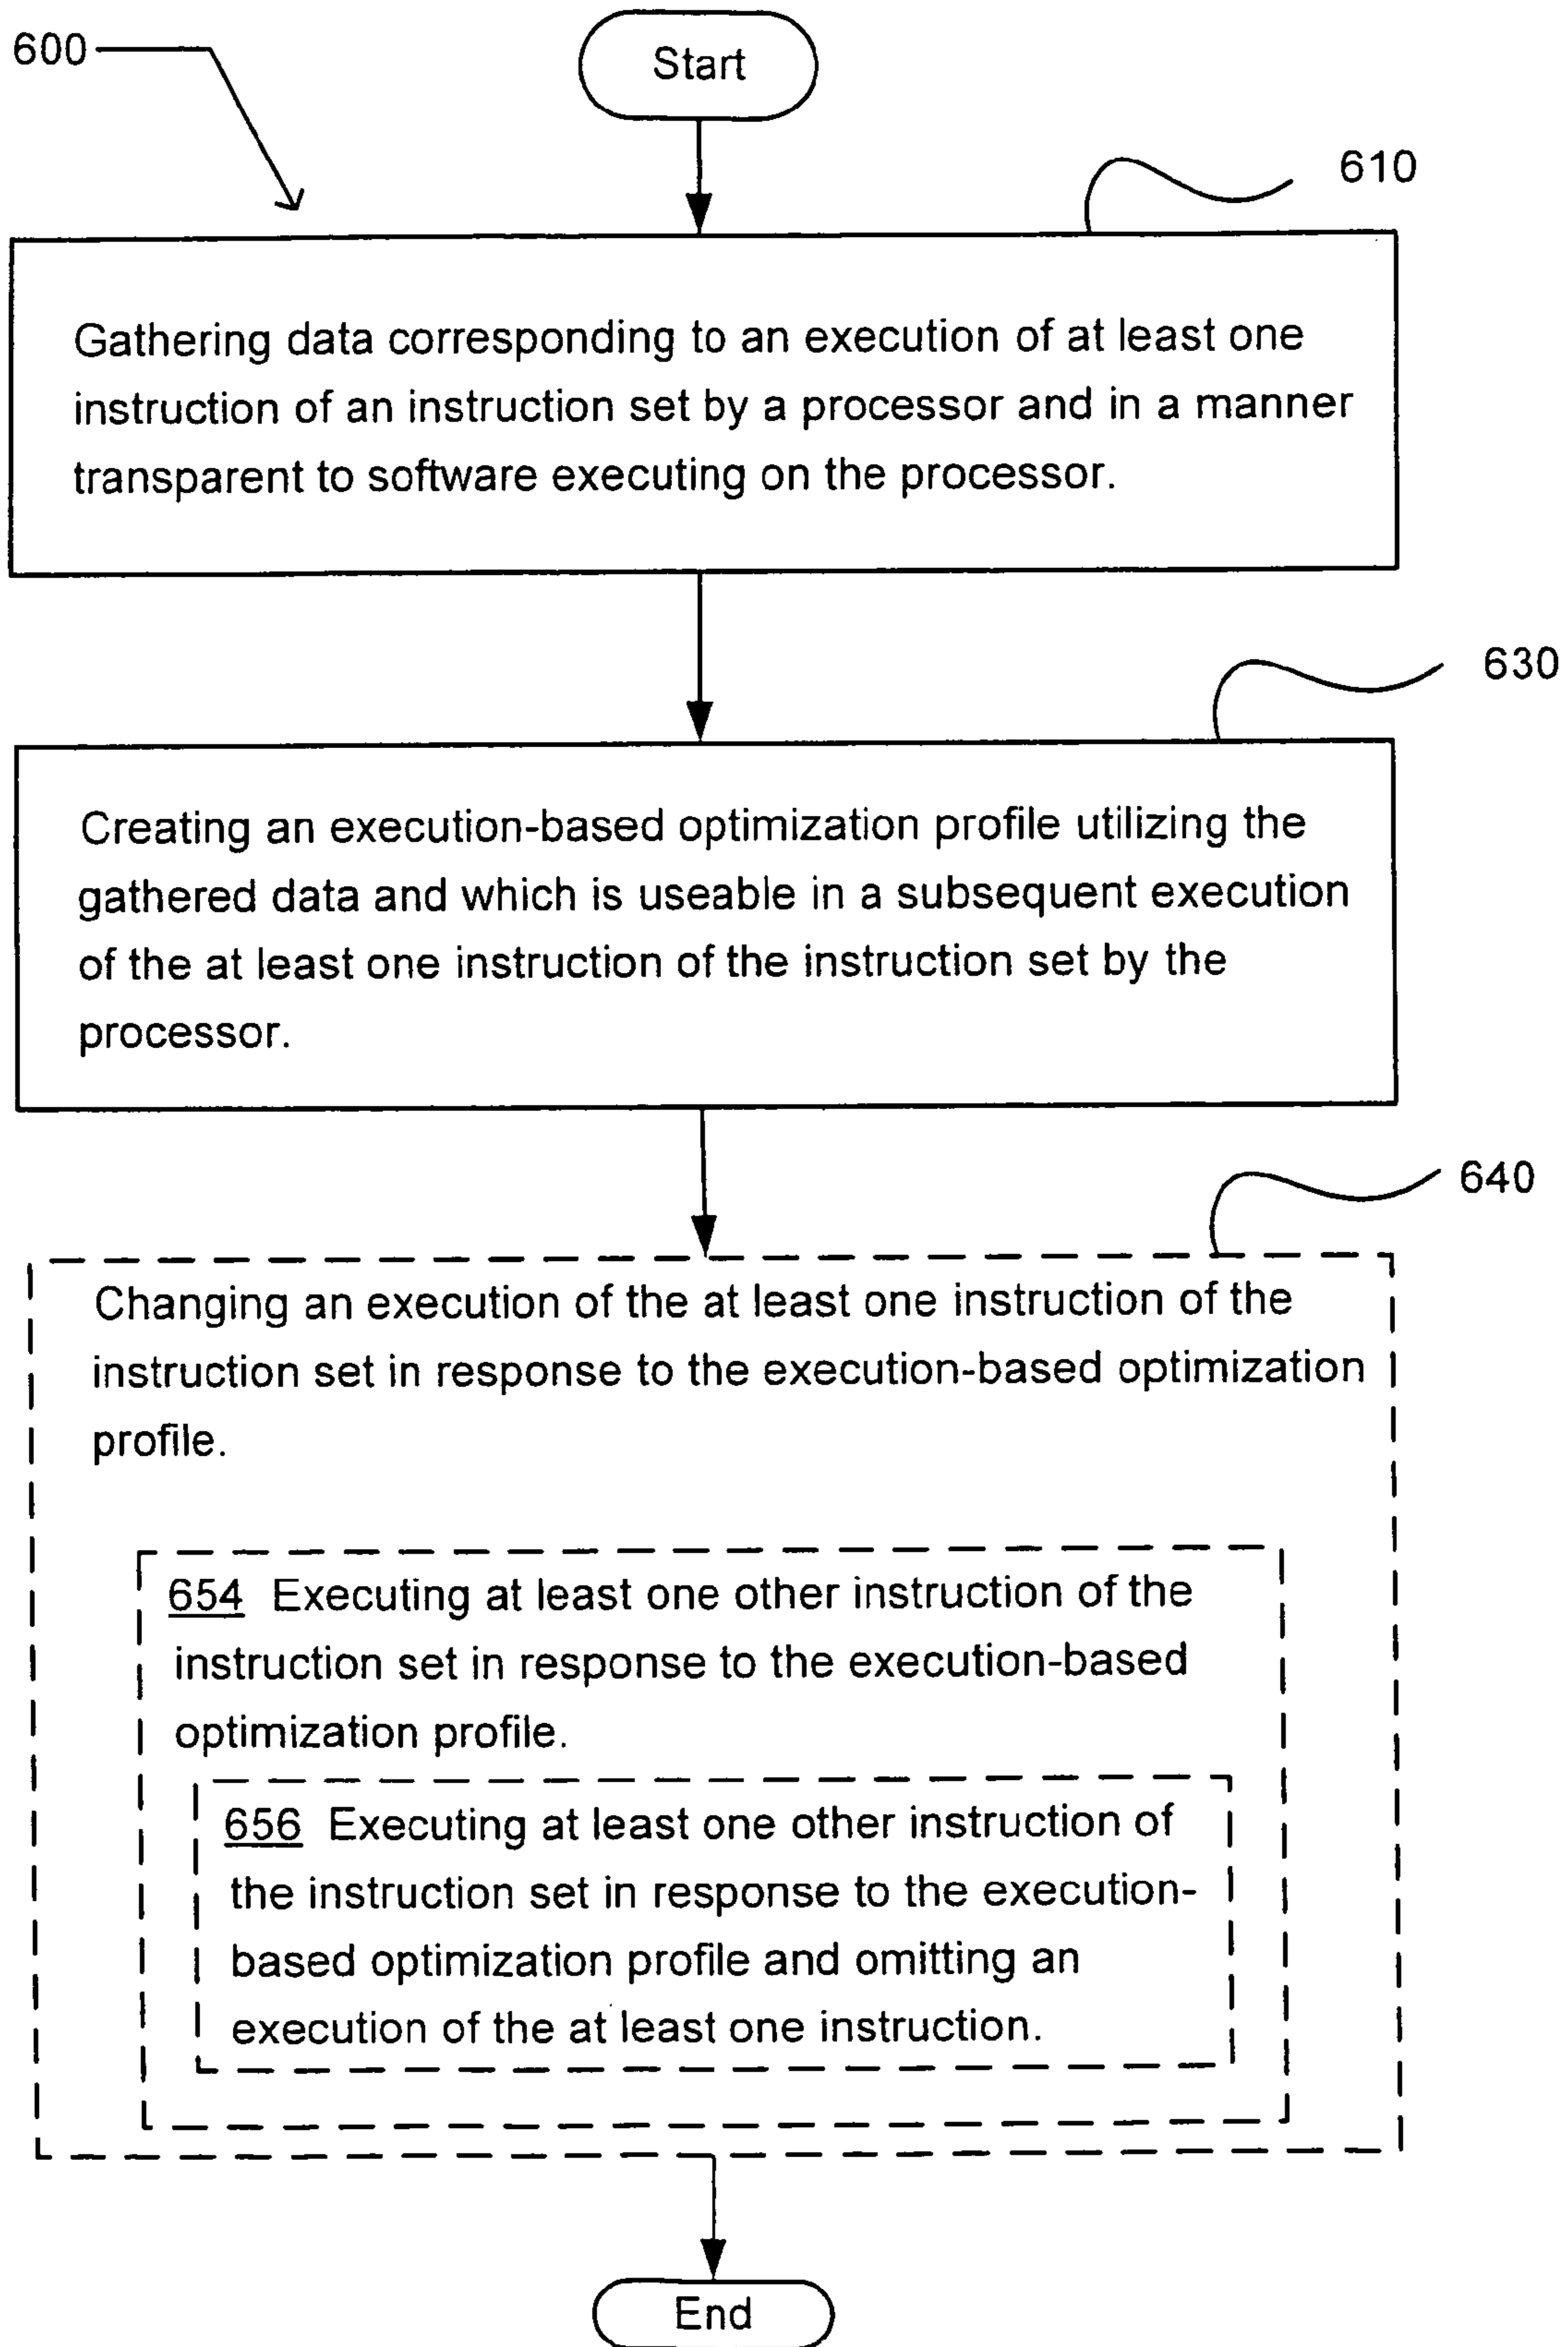 600
Start
610
Gathering data corresponding to an execution of at least one
instruction of an instruction set by a processor and in a manner
transparent to software executing on the processor.
630
Creating an execution-based optimization profile utilizing the
gathered data and which is useable in a subsequent execution
of the at least one instruction of the instruction set by the
processor.
640
Changing an execution of the at least one instruction of the
instruction set in response to the execution-based optimization
profile.
654 Executing at least one other instruction of the
instruction set in response to the execution-based
optimization profile.
656 Executing at least one other instruction of
the instruction set in response to the execution-
based optimization profile and omitting an
execution of the at least one instruction.
End